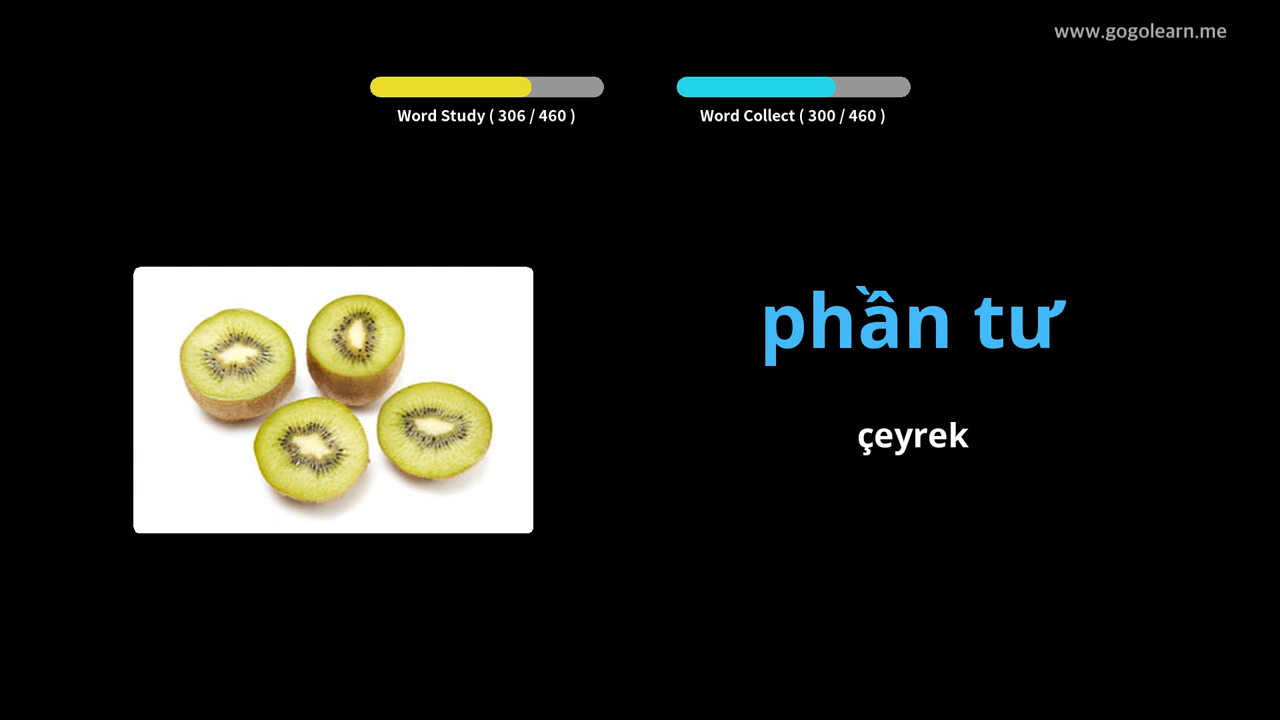 www.gogolearn.me
Word Study ( 306 / 460 )
Word Collect ( 300 / 460 )
phần tư
çeyrek